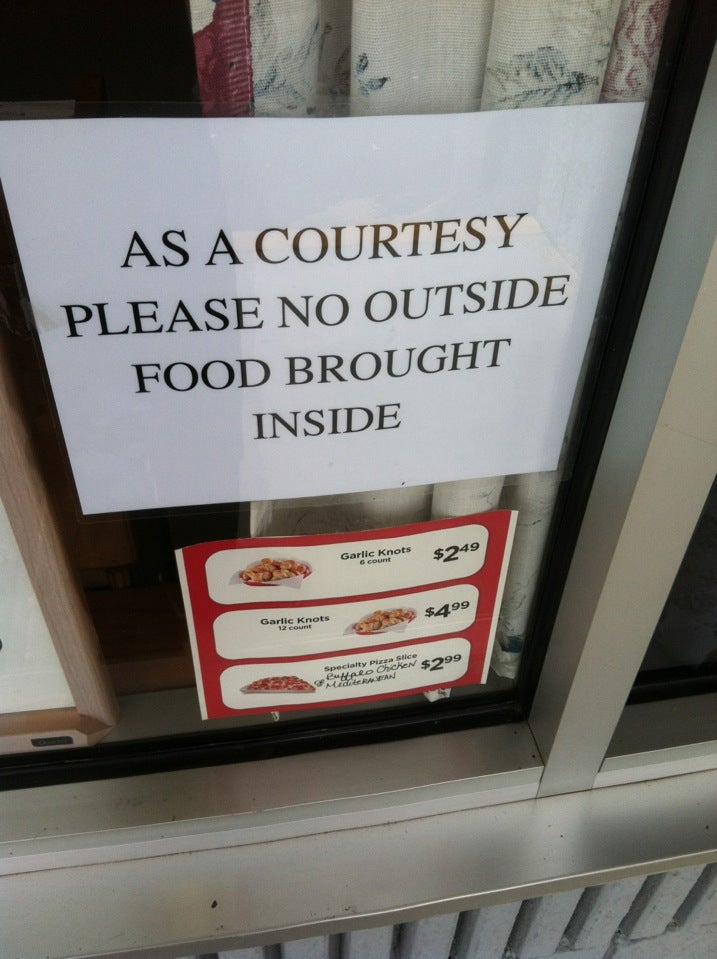 AS A COURTESY
PLEASE NO OUTSIDE
FOOD BROUGHT
INSIDE
Garlic Knots
6 count
$2.49
Garlic Knots
12 count
$4.99
Specialty Pizza Slice
Buffalo Chicken
& MediteRANEAN
$2.99